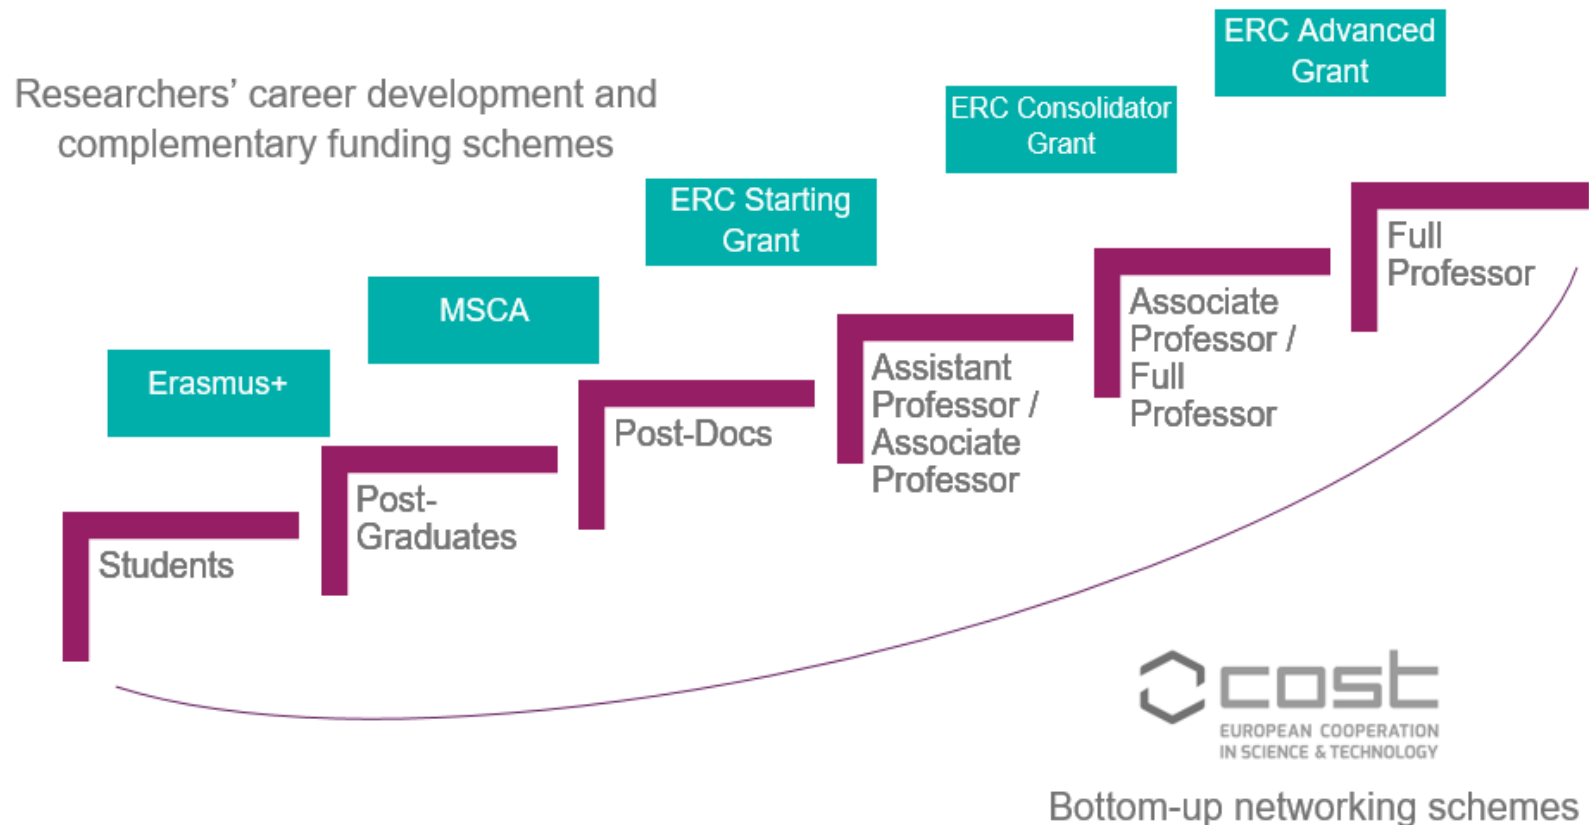 Researchers’ career development and
complementary funding schemes
ERC Advanced
Grant
ERC Consolidator
Grant
ERC Starting
Grant
MSCA
Erasmus+
Students
Post-
Graduates
Post-Docs
Assistant
Professor /
Associate
Professor
Associate
Professor /
Full
Professor
Full
Professor
cost
EUROPEAN COOPERATION
IN SCIENCE & TECHNOLOGY
Bottom-up networking schemes